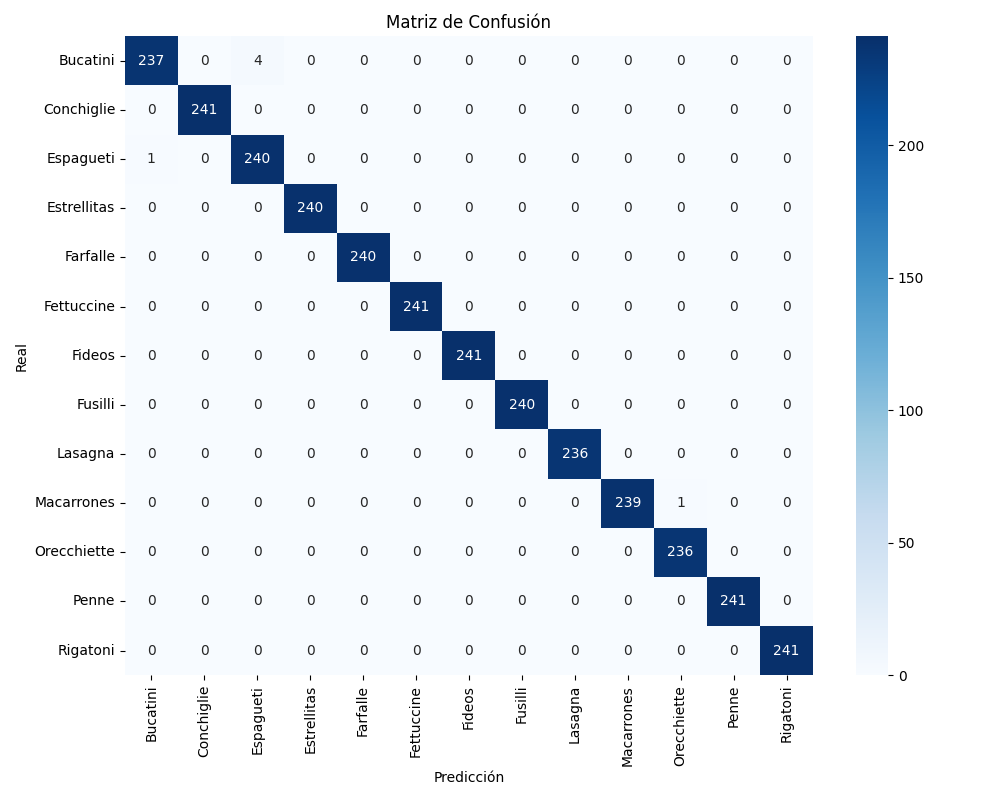 Matriz de Confusión
Real
Bucatini 237 0 4 0 0 0 0 0 0 0 0 0 0
Conchiglie 0 241 0 0 0 0 0 0 0 0 0 0 0
Espagueti 1 0 240 0 0 0 0 0 0 0 0 0 0
Estrellitas 0 0 0 240 0 0 0 0 0 0 0 0 0
Farfalle 0 0 0 0 240 0 0 0 0 0 0 0 0
Fettuccine 0 0 0 0 0 241 0 0 0 0 0 0 0
Fideos 0 0 0 0 0 0 241 0 0 0 0 0 0
Fusilli 0 0 0 0 0 0 0 240 0 0 0 0 0
Lasagna 0 0 0 0 0 0 0 0 236 0 0 0 0
Macarrones 0 0 0 0 0 0 0 0 0 239 1 0 0
Orecchiette 0 0 0 0 0 0 0 0 0 0 236 0 0
Penne 0 0 0 0 0 0 0 0 0 0 0 241 0
Rigatoni 0 0 0 0 0 0 0 0 0 0 0 0 241
Bucatini Conchiglie Espagueti Estrellitas Farfalle Fettuccine Fideos Fusilli Lasagna Macarrones Orecchiette Penne Rigatoni
Predicción
200
150
100
50
0